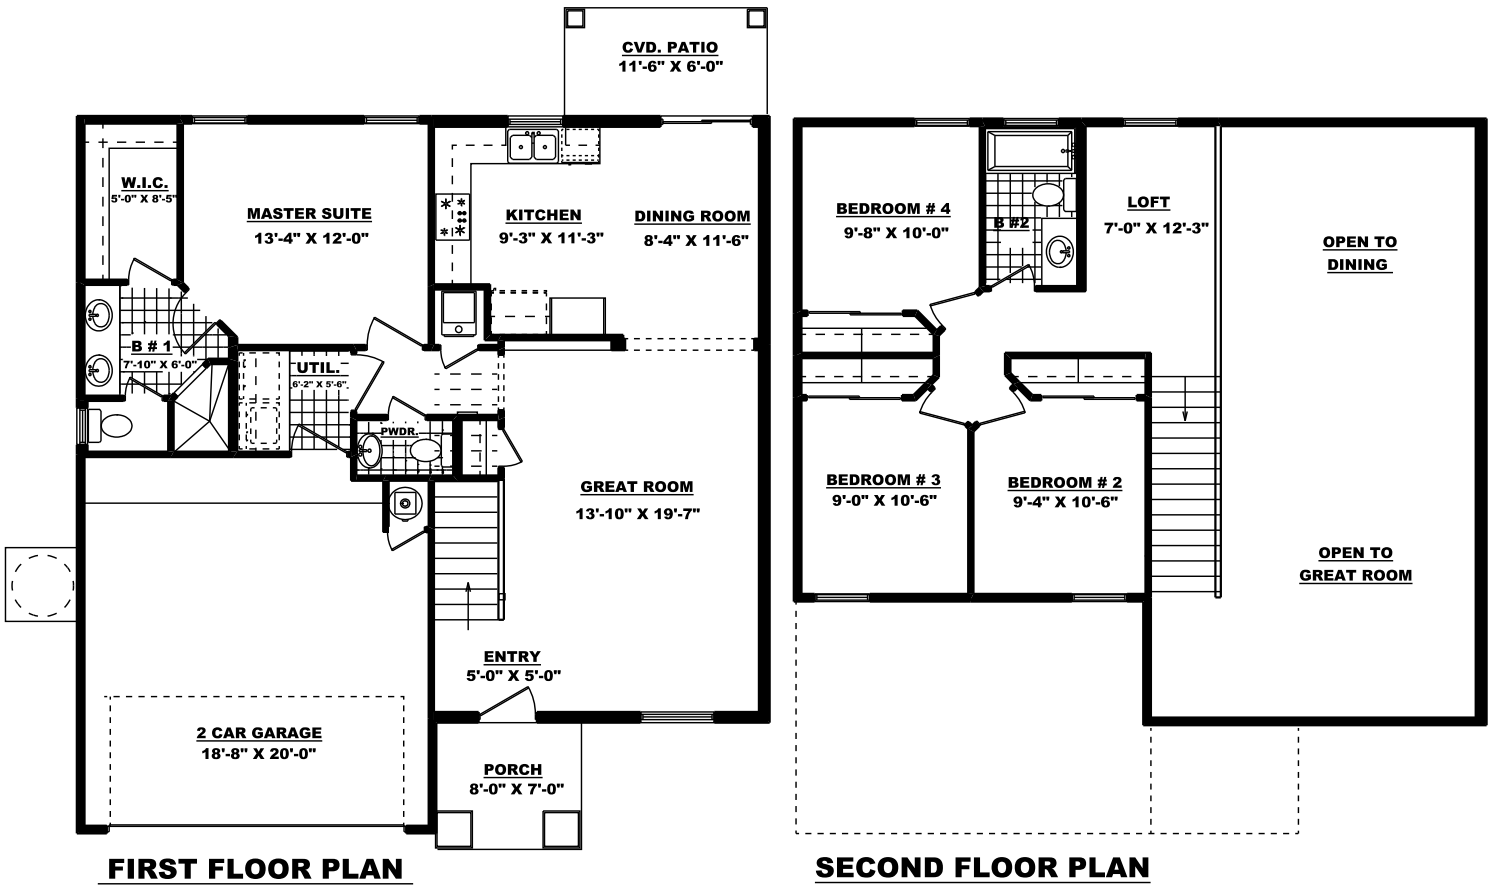 CVD. PATIO
11'-6" X 6'-0"
W.I.C.
5'-0" X 8'-5"
MASTER SUITE
13'-4" X 12'-0"
KITCHEN
9'-3" X 11'-3"
DINING ROOM
8'-4" X 11'-6"
B # 1
7'-10" X 6'-0"
UTIL.
6'-2" X 5'-6"
PWDR.
GREAT ROOM
13'-10" X 19'-7"
ENTRY
5'-0" X 5'-0"
2 CAR GARAGE
18'-8" X 20'-0"
PORCH
8'-0" X 7'-0"
FIRST FLOOR PLAN
BEDROOM # 4
9'-8" X 10'-0"
B #2
LOFT
7'-0" X 12'-3"
OPEN TO
DINING
BEDROOM # 3
9'-0" X 10'-6"
BEDROOM # 2
9'-4" X 10'-6"
OPEN TO
GREAT ROOM
SECOND FLOOR PLAN